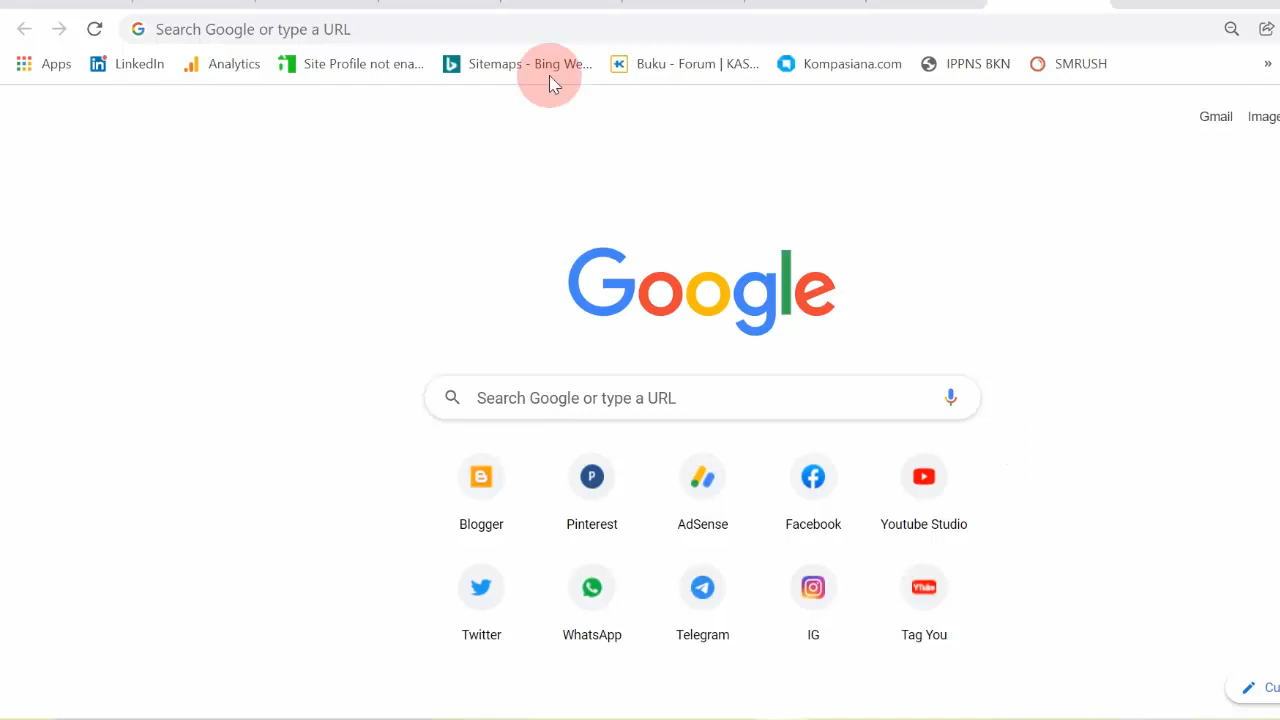 Search Google or type a URL
Apps LinkedIn Analytics Site Profile not ena... Sitemaps - Bing We... Buku - Forum | KAS... Kompasiana.com IPPNS BKN SMRUSH »
Gmail Image
Google
Search Google or type a URL
Blogger Pinterest AdSense Facebook Youtube Studio
Twitter WhatsApp Telegram IG Tag You
Cu